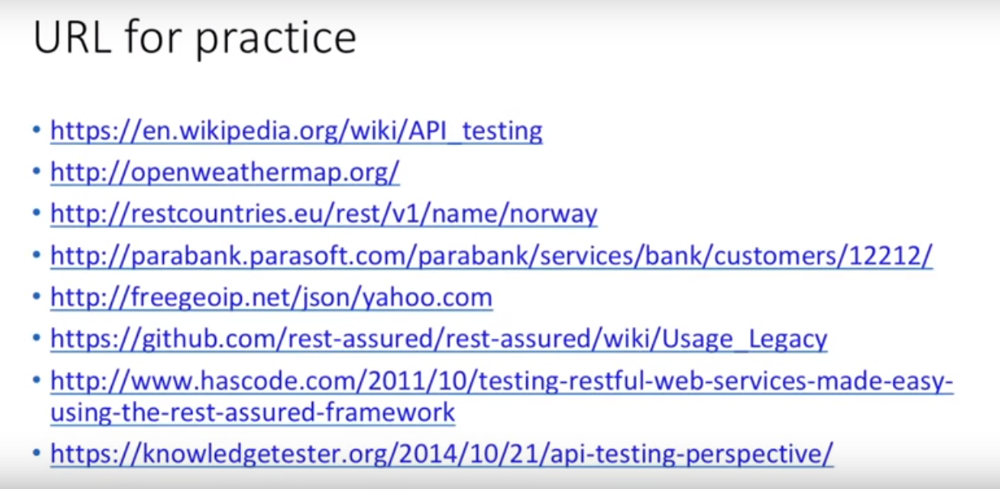 URL for practice
• https://en.wikipedia.org/wiki/API_testing
• http://openweathermap.org/
• http://restcountries.eu/rest/v1/name/norway
• http://parabank.parasoft.com/parabank/services/bank/customers/12212/
• http://freegeoip.net/json/yahoo.com
• https://github.com/rest-assured/rest-assured/wiki/Usage_Legacy
• http://www.hascode.com/2011/10/testing-restful-web-services-made-easy-
using-the-rest-assured-framework
• https://knowledgetester.org/2014/10/21/api-testing-perspective/